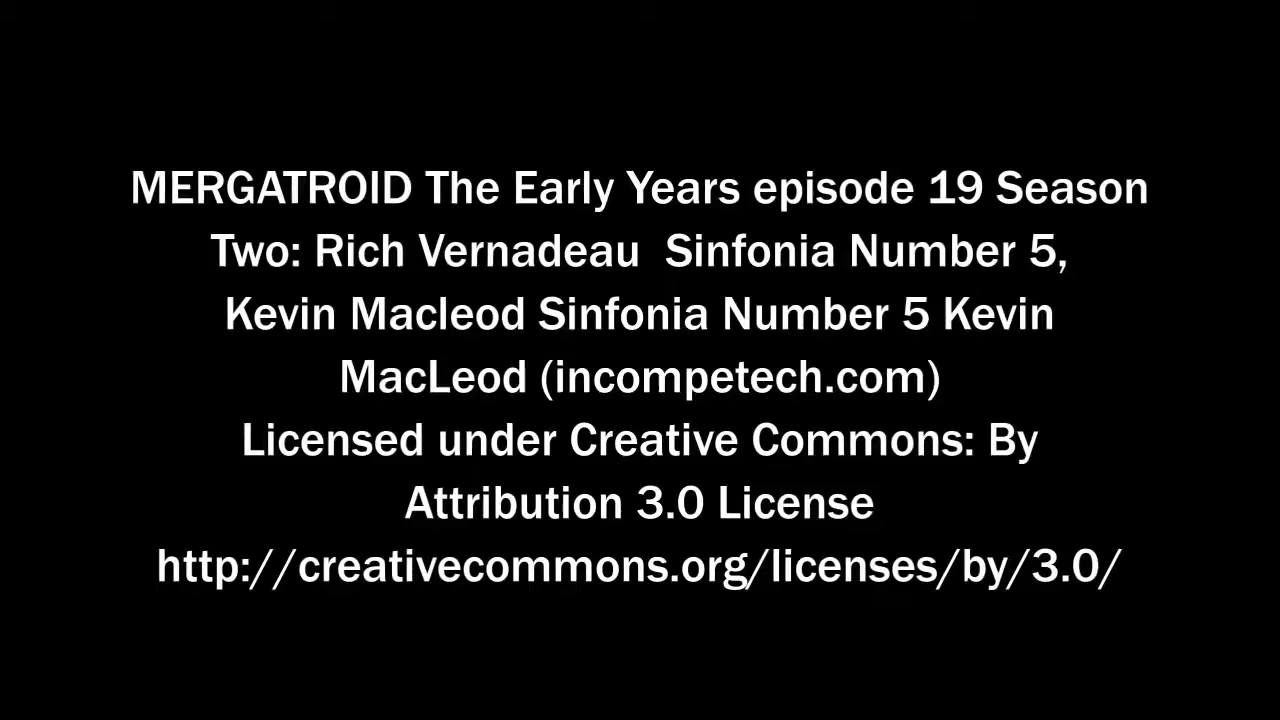 MERGATROID The Early Years episode 19 Season
Two: Rich Vernadeau  Sinfonia Number 5,
Kevin Macleod Sinfonia Number 5 Kevin
MacLeod (incompetech.com)
Licensed under Creative Commons: By
Attribution 3.0 License
http://creativecommons.org/licenses/by/3.0/